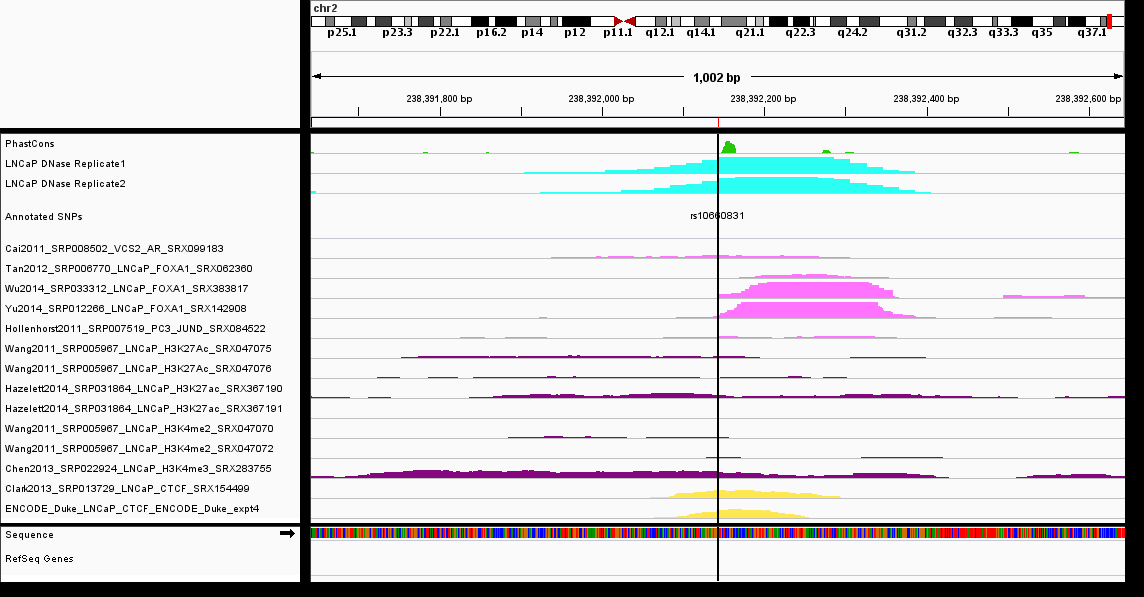 chr2
p25.1 p23.3 p22.1 p16.2 p14 p12 p11.1 q12.1 q14.1 q21.1 q22.3 q24.2 q31.2 q32.3 q33.3 q35 q37.1
1,002 bp
238,391,800 bp 238,392,000 bp 238,392,200 bp 238,392,400 bp 238,392,600 bp
PhastCons
LNCaP DNase Replicate1
LNCaP DNase Replicate2
Annotated SNPs rs10660831
Cai2011_SRP008502_VCS2_AR_SRX099183
Tan2012_SRP006770_LNCaP_FOXA1_SRX062360
Wu2014_SRP033312_LNCaP_FOXA1_SRX383817
Yu2014_SRP012266_LNCaP_FOXA1_SRX142908
Hollenhorst2011_SRP007519_PC3_JUND_SRX084522
Wang2011_SRP005967_LNCaP_H3K27Ac_SRX047075
Wang2011_SRP005967_LNCaP_H3K27Ac_SRX047076
Hazelett2014_SRP031864_LNCaP_H3K27ac_SRX367190
Hazelett2014_SRP031864_LNCaP_H3K27ac_SRX367191
Wang2011_SRP005967_LNCaP_H3K4me2_SRX047070
Wang2011_SRP005967_LNCaP_H3K4me2_SRX047072
Chen2013_SRP022924_LNCaP_H3K4me3_SRX283755
Clark2013_SRP013729_LNCaP_CTCF_SRX154499
ENCODE_Duke_LNCaP_CTCF_ENCODE_Duke_expt4
Sequence
RefSeq Genes